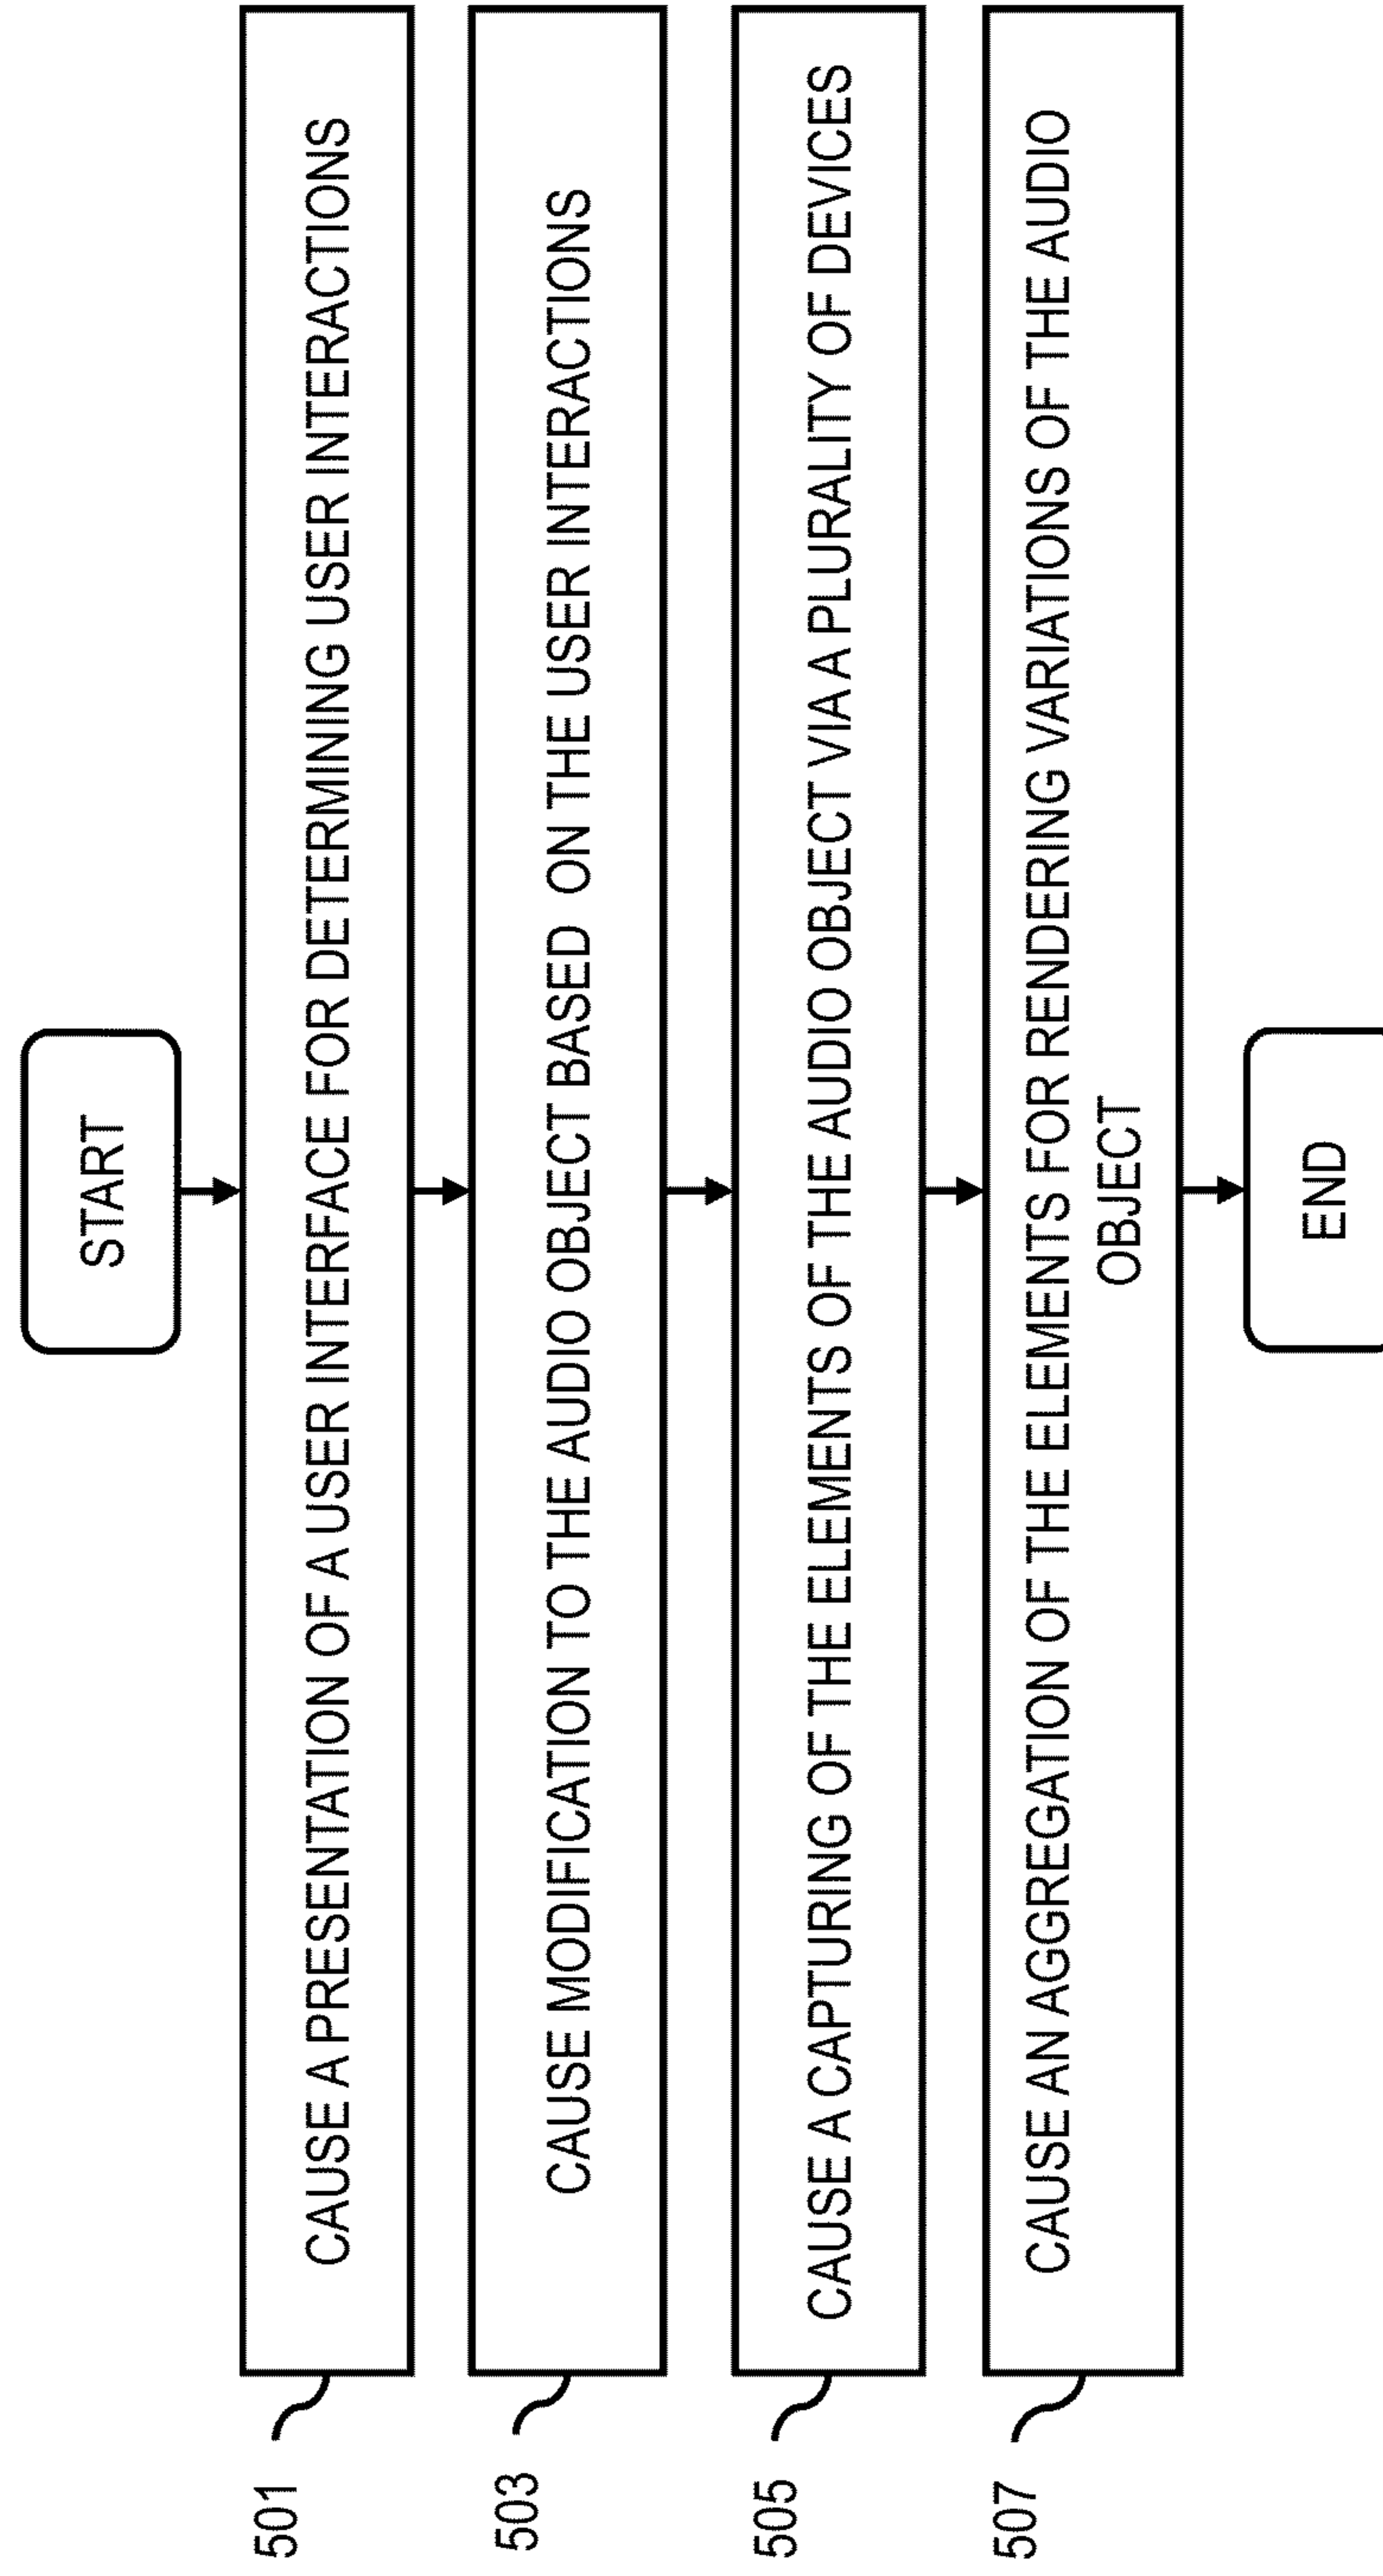 START
501
CAUSE A PRESENTATION OF A USER INTERFACE FOR DETERMINING USER INTERACTIONS
503
CAUSE MODIFICATION TO THE AUDIO OBJECT BASED ON THE USER INTERACTIONS
505
CAUSE A CAPTURING OF THE ELEMENTS OF THE AUDIO OBJECT VIA A PLURALITY OF DEVICES
507
CAUSE AN AGGREGATION OF THE ELEMENTS FOR RENDERING VARIATIONS OF THE AUDIO
OBJECT
END